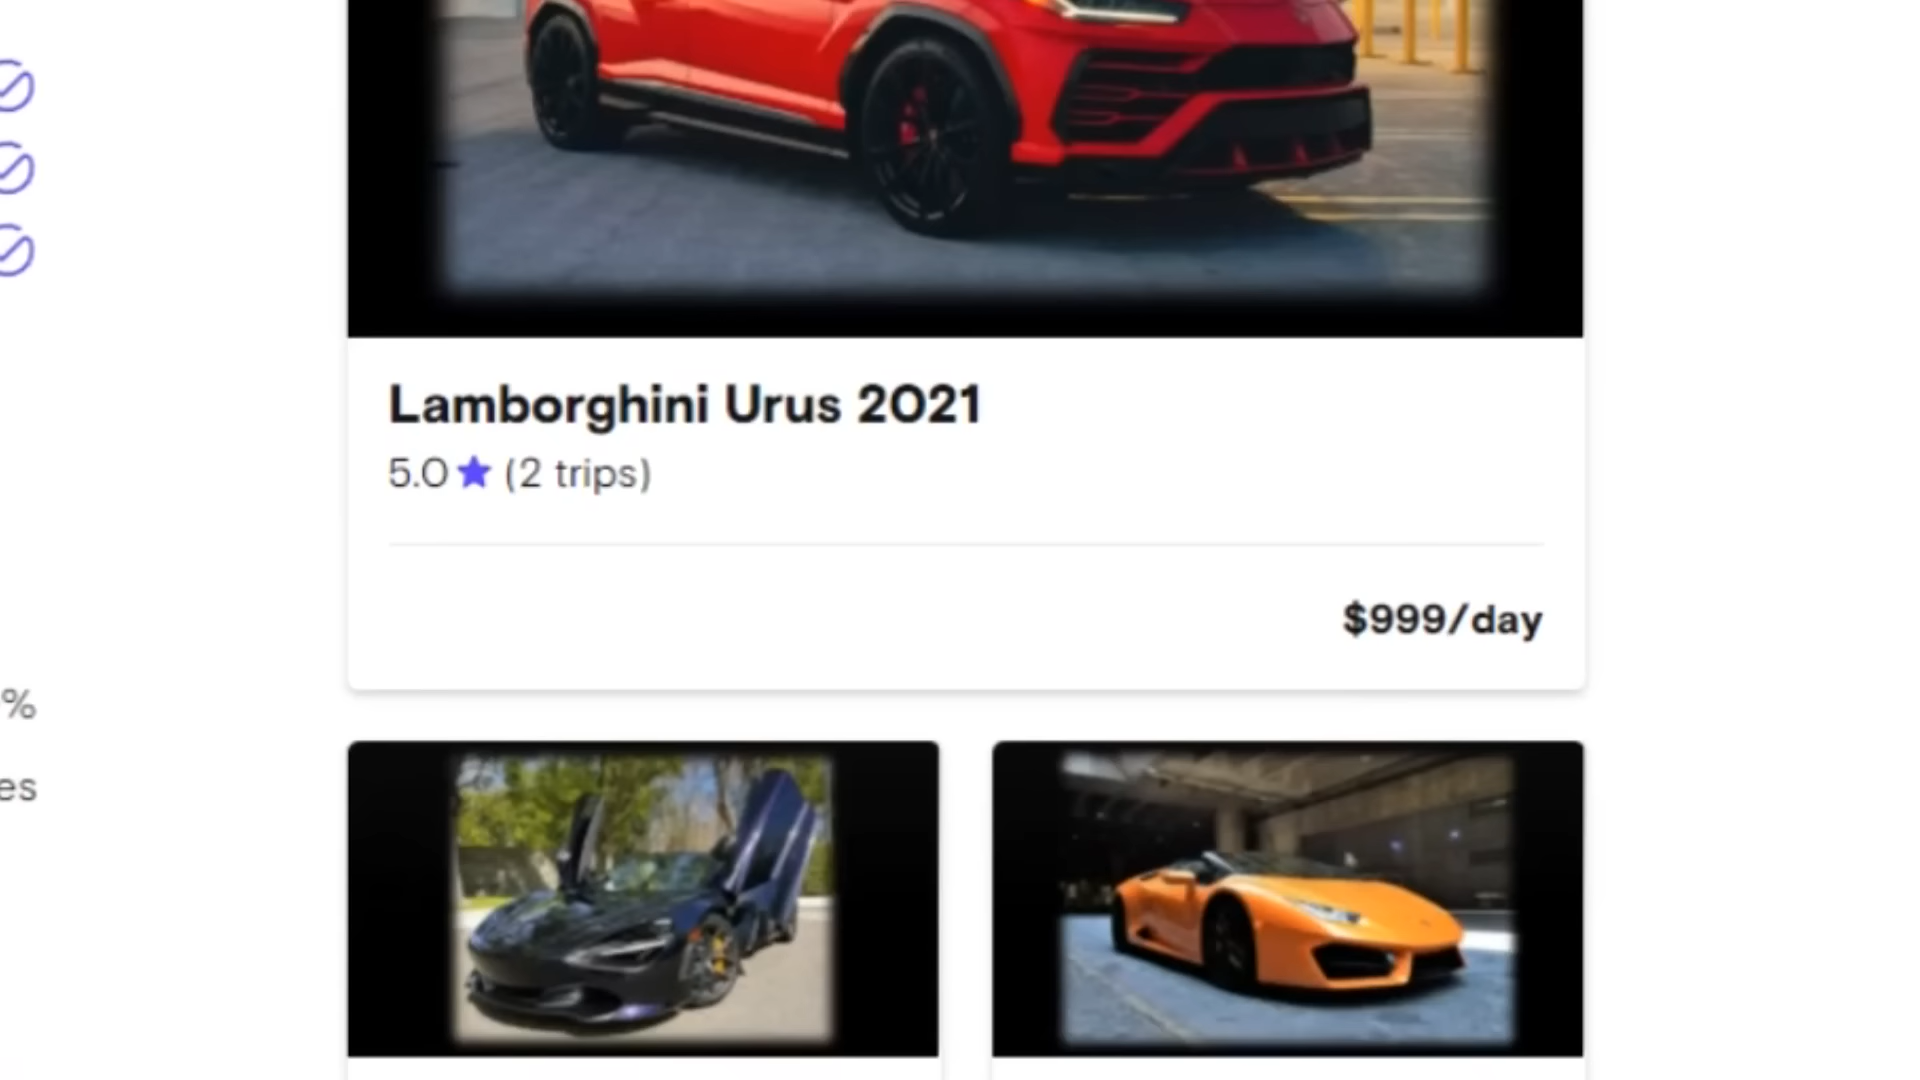 Lamborghini Urus 2021
5.0 ★ (2 trips)
$999/day
%
es